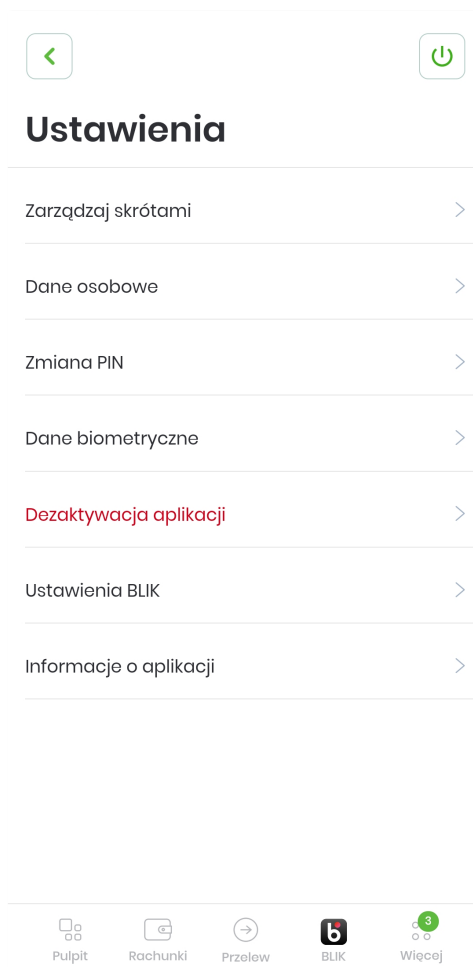 Ustawienia
Zarządzaj skrótami
Dane osobowe
Zmiana PIN
Dane biometryczne
Dezaktywacja aplikacji
Ustawienia BLIK
Informacje o aplikacji
3
Pulpit
Rachunki
Przelew
BLIK
Więcej